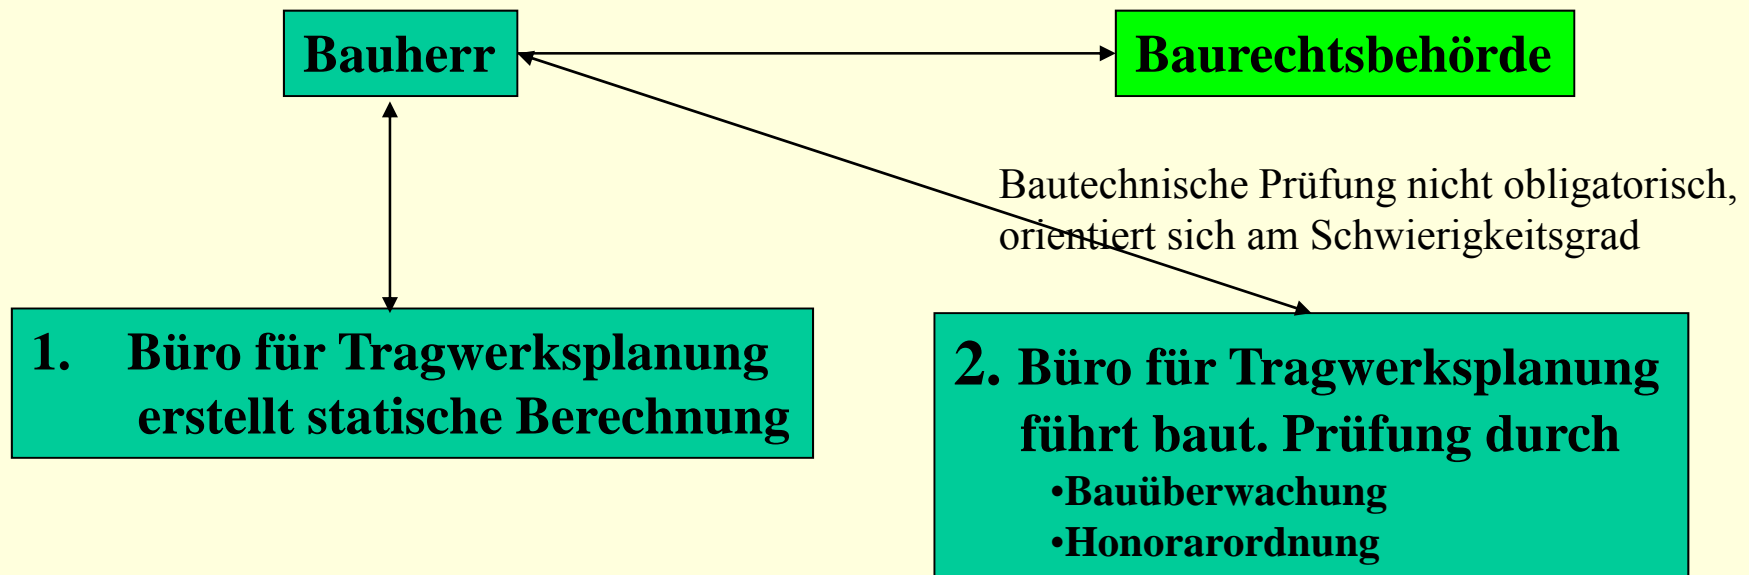 Bauherr
Baurechtsbehörde
Bautechnische Prüfung nicht obligatorisch,
orientiert sich am Schwierigkeitsgrad
1. Büro für Tragwerksplanung
erstellt statische Berechnung
2. Büro für Tragwerksplanung
führt baut. Prüfung durch
•Bauüberwachung
•Honorarordnung